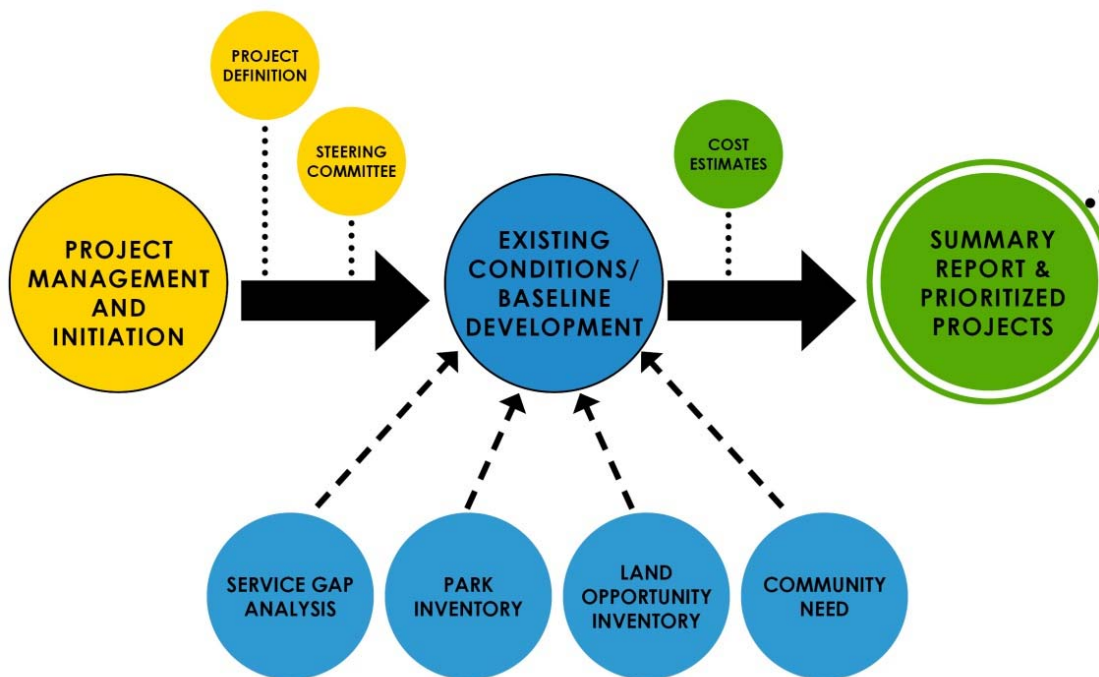 PROJECT
DEFINITION
STEERING
COMMITTEE
COST
ESTIMATES
PROJECT
MANAGEMENT
AND
INITIATION
EXISTING
CONDITIONS/
BASELINE
DEVELOPMENT
SUMMARY
REPORT &
PRIORITIZED
PROJECTS
SERVICE GAP
ANALYSIS
PARK
INVENTORY
LAND
OPPORTUNITY
INVENTORY
COMMUNITY
NEED